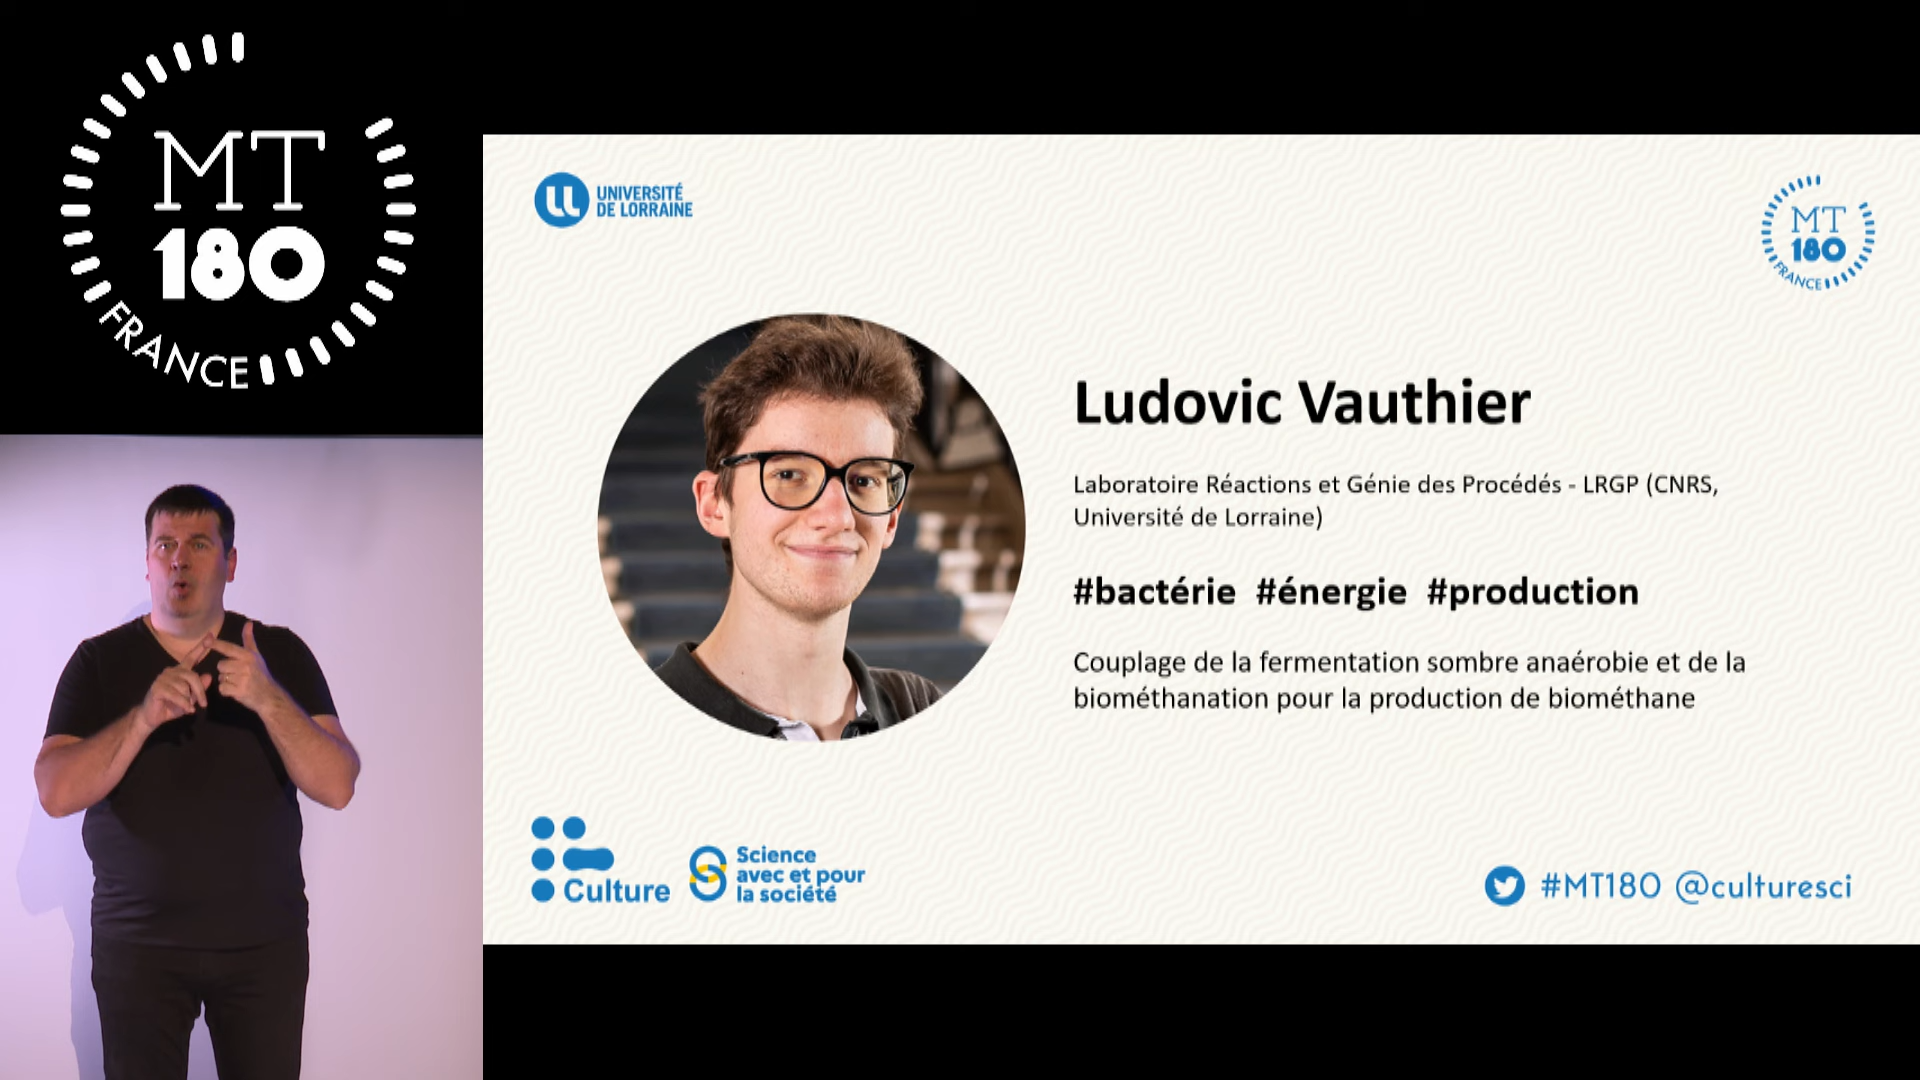 MT
180
FRANCE
UNIVERSITÉ
DE LORRAINE
MT
180
FRANCE
Ludovic Vauthier
Laboratoire Réactions et Génie des Procédés - LRGP (CNRS,
Université de Lorraine)
#bactérie #énergie #production
Couplage de la fermentation sombre anaérobie et de la
biométhanation pour la production de biométhane
Culture
Science
avec et pour
la société
#MT180 @culturesci